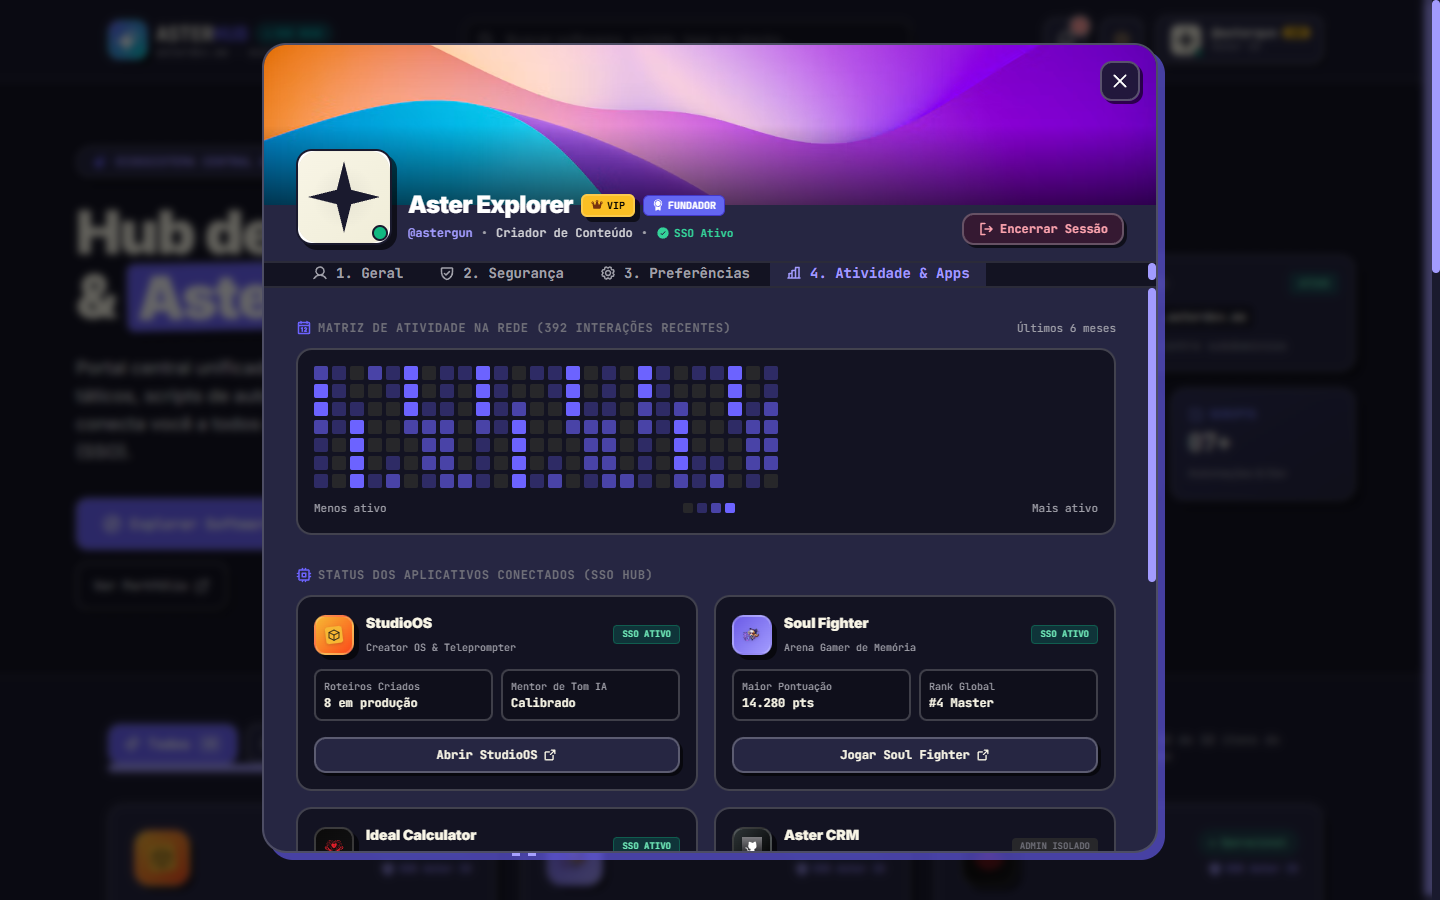 Aster Explorer VIP FUNDADOR
@astergun • Criador de Conteúdo • SSO Ativo
Encerrar Sessão
1. Geral 2. Segurança 3. Preferências 4. Atividade & Apps
MATRIZ DE ATIVIDADE NA REDE (392 INTERAÇÕES RECENTES) Últimos 6 meses
Menos ativo Mais ativo
STATUS DOS APLICATIVOS CONECTADOS (SSO HUB)
StudioOS
Creator OS & Teleprompter
SSO ATIVO
Roteiros Criados
8 em produção
Mentor de Tom IA
Calibrado
Abrir StudioOS
Soul Fighter
Arena Gamer de Memória
SSO ATIVO
Maior Pontuação
14.280 pts
Rank Global
#4 Master
Jogar Soul Fighter
Ideal Calculator
SSO ATIVO
Aster CRM
ADMIN ISOLADO
Hub de
& Aste